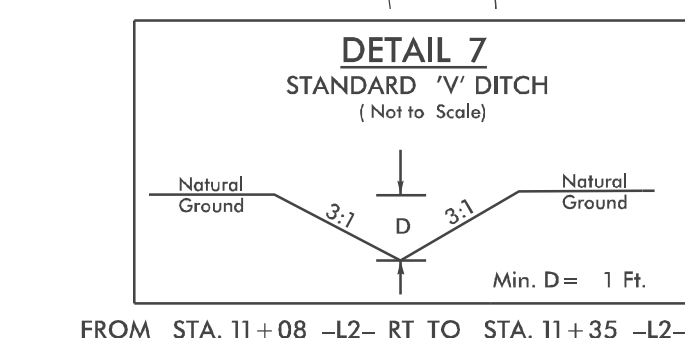 DETAIL 7
STANDARD 'V' DITCH
( Not to Scale)
Natural
Ground
3:1
D
3:1
Natural
Ground
Min. D= 1 Ft.
FROM STA. 11+08 -L2- RT TO STA. 11+35 -L2-